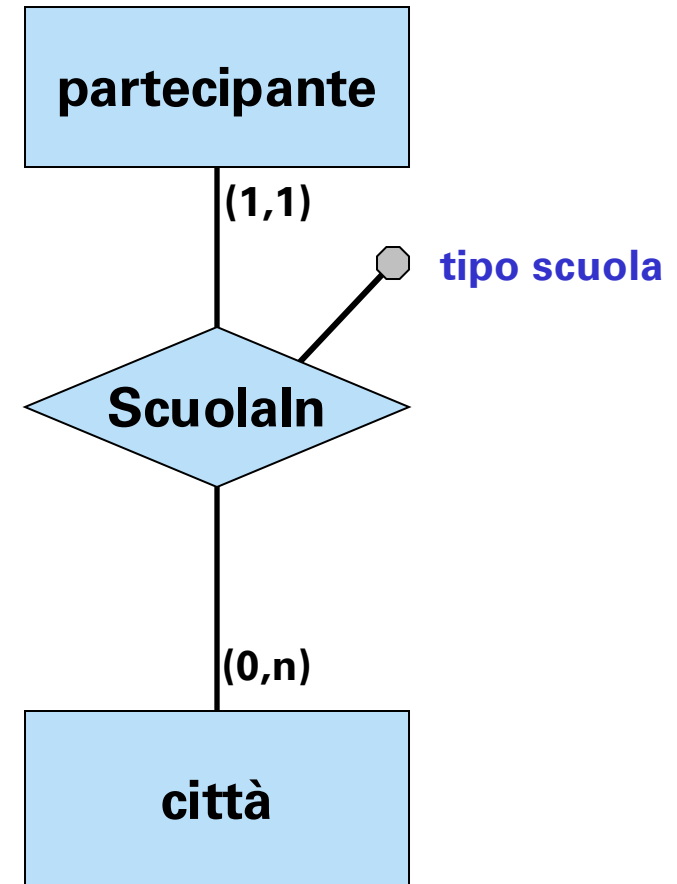 partecipante
(1,1)
tipo scuola
ScuolaIn
(0,n)
città